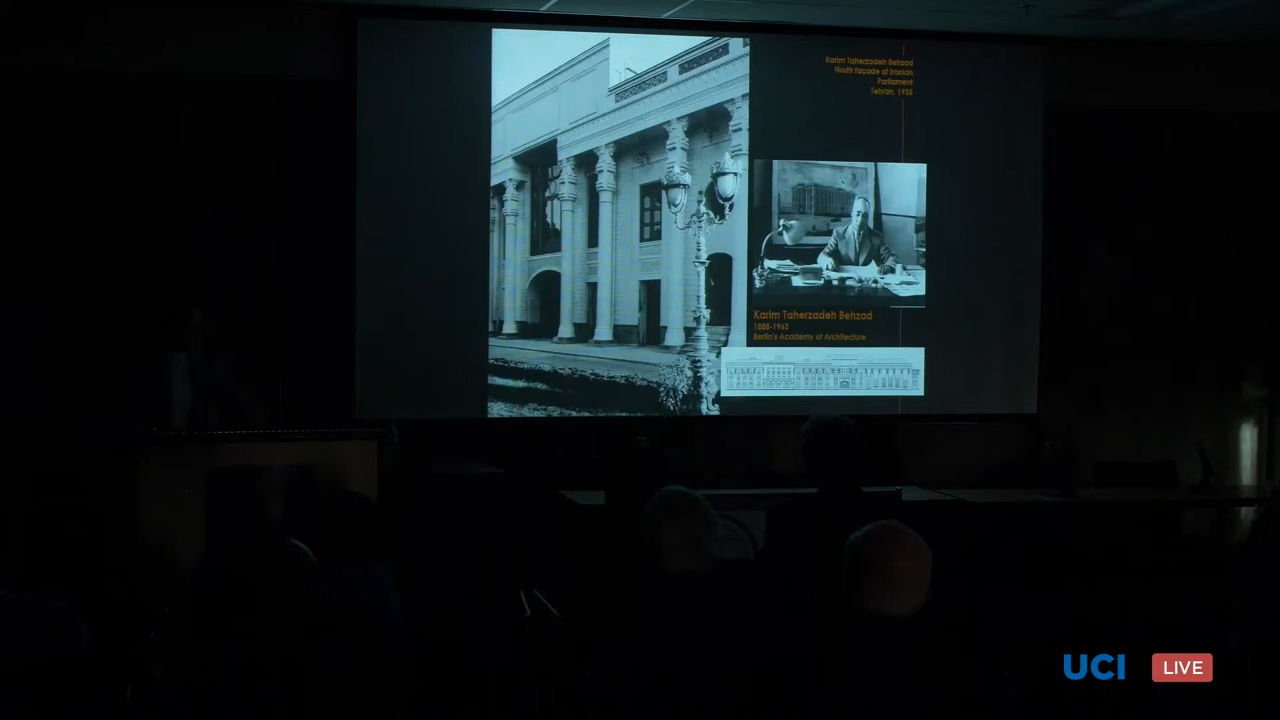 Karim Taherzadeh Behzad
North façade of Iranian
Parliament
Tehran, 1935
Karim Taherzadeh Behzad
1888-1963
Berlin's Academy of Architecture
UCI
LIVE